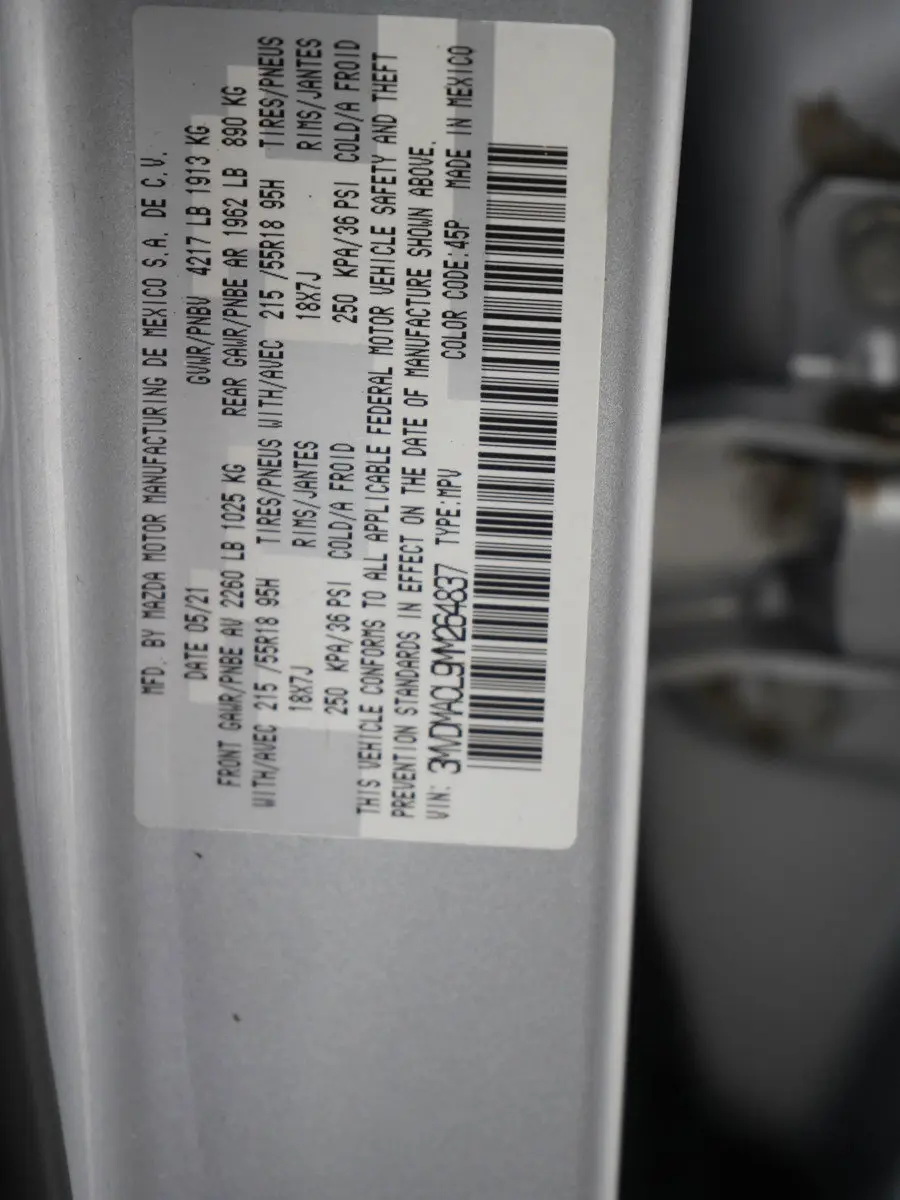 MFD. BY MAZDA MOTOR MANUFACTURING DE MEXICO S.A. DE C.V.
DATE 05/21 GVWR/PNBV 4217 LB 1913 KG
FRONT GAWR/PNBE AV 2260 LB 1025 KG REAR GAWR/PNBE AR 1962 LB 890 KG
WITH/AVEC 215 /55R18 95H TIRES/PNEUS WITH/AVEC 215 /55R18 95H TIRES/PNEUS
18X7J RIMS/JANTES 18X7J RIMS/JANTES
250 KPA/36 PSI COLD/A FROID 250 KPA/36 PSI COLD/A FROID
THIS VEHICLE CONFORMS TO ALL APPLICABLE FEDERAL MOTOR VEHICLE SAFETY AND THEFT
PREVENTION STANDARDS IN EFFECT ON THE DATE OF MANUFACTURE SHOWN ABOVE.
VIN: 3MVDMACL9MM264837 TYPE:MPV COLOR CODE:45P MADE IN MEXICO